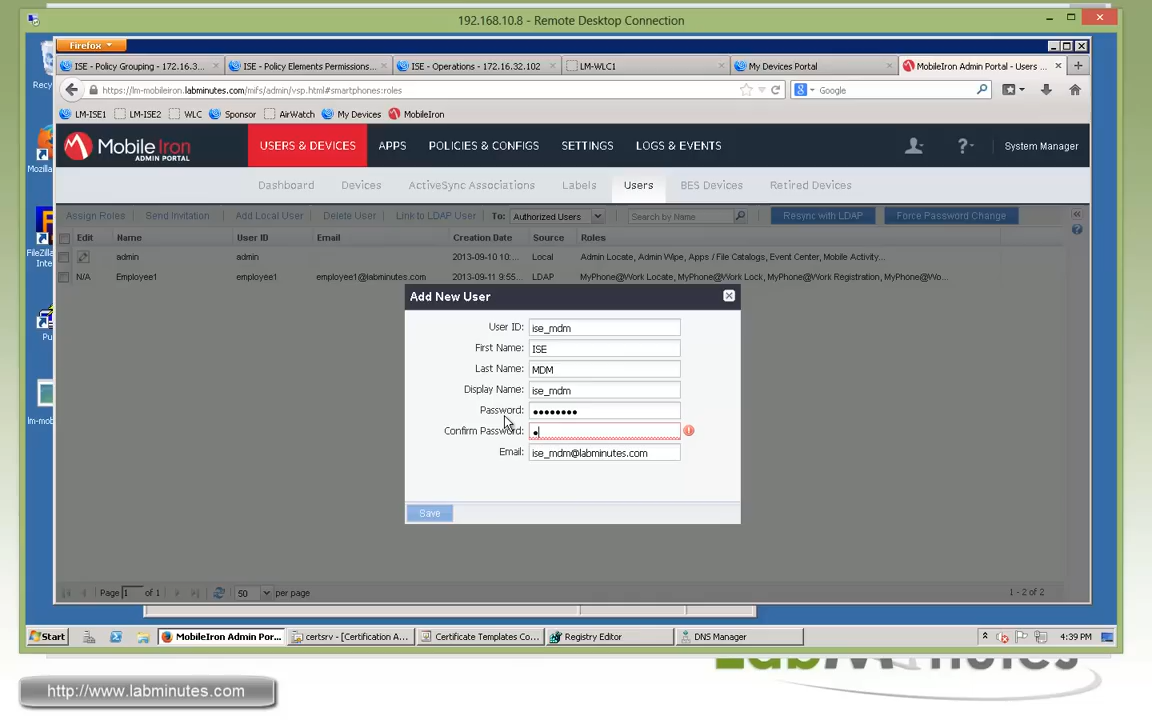 192.168.10.8 - Remote Desktop Connection
Firefox
ISE - Policy Grouping - 172.16.3...
ISE - Policy Elements Permissions...
ISE - Operations - 172.16.32.102
LM-WLC1
My Devices Portal
MobileIron Admin Portal - Users ...
https://lm-mobileiron.labminutes.com/mifs/admin/vsp.html#smartphones:roles
Google
LM-ISE1
LM-ISE2
WLC
Sponsor
AirWatch
My Devices
MobileIron
Recy
Mozilla
FileZilla
Inte
Pu
lm-mob
MobileIron
ADMIN PORTAL
USERS & DEVICES
APPS
POLICIES & CONFIGS
SETTINGS
LOGS & EVENTS
System Manager
Dashboard
Devices
ActiveSync Associations
Labels
Users
BES Devices
Retired Devices
Assign Roles
Send Invitation
Add Local User
Delete User
Link to LDAP User
To:
Authorized Users
Search by Name
Resync with LDAP
Force Password Change
Edit Name User ID Email Creation Date Source Roles
admin admin 2013-09-10 10:... Local Admin Locate, Admin Wipe, Apps / File Catalogs, Event Center, Mobile Activity...
N/A Employee1 employee1 employee1@labminutes.com 2013-09-11 9:55... LDAP MyPhone@Work Locate, MyPhone@Work Lock, MyPhone@Work Registration, MyPhone@Wo...
Add New User
User ID: ise_mdm
First Name: ISE
Last Name: MDM
Display Name: ise_mdm
Password: ••••••••
Confirm Password: •
Email: ise_mdm@labminutes.com
Save
Page 1 of 1
50 per page
1 - 2 of 2
Start
MobileIron Admin Por...
certsrv - [Certification A...
Certificate Templates Co...
Registry Editor
DNS Manager
4:39 PM
LabMinutes
http://www.labminutes.com